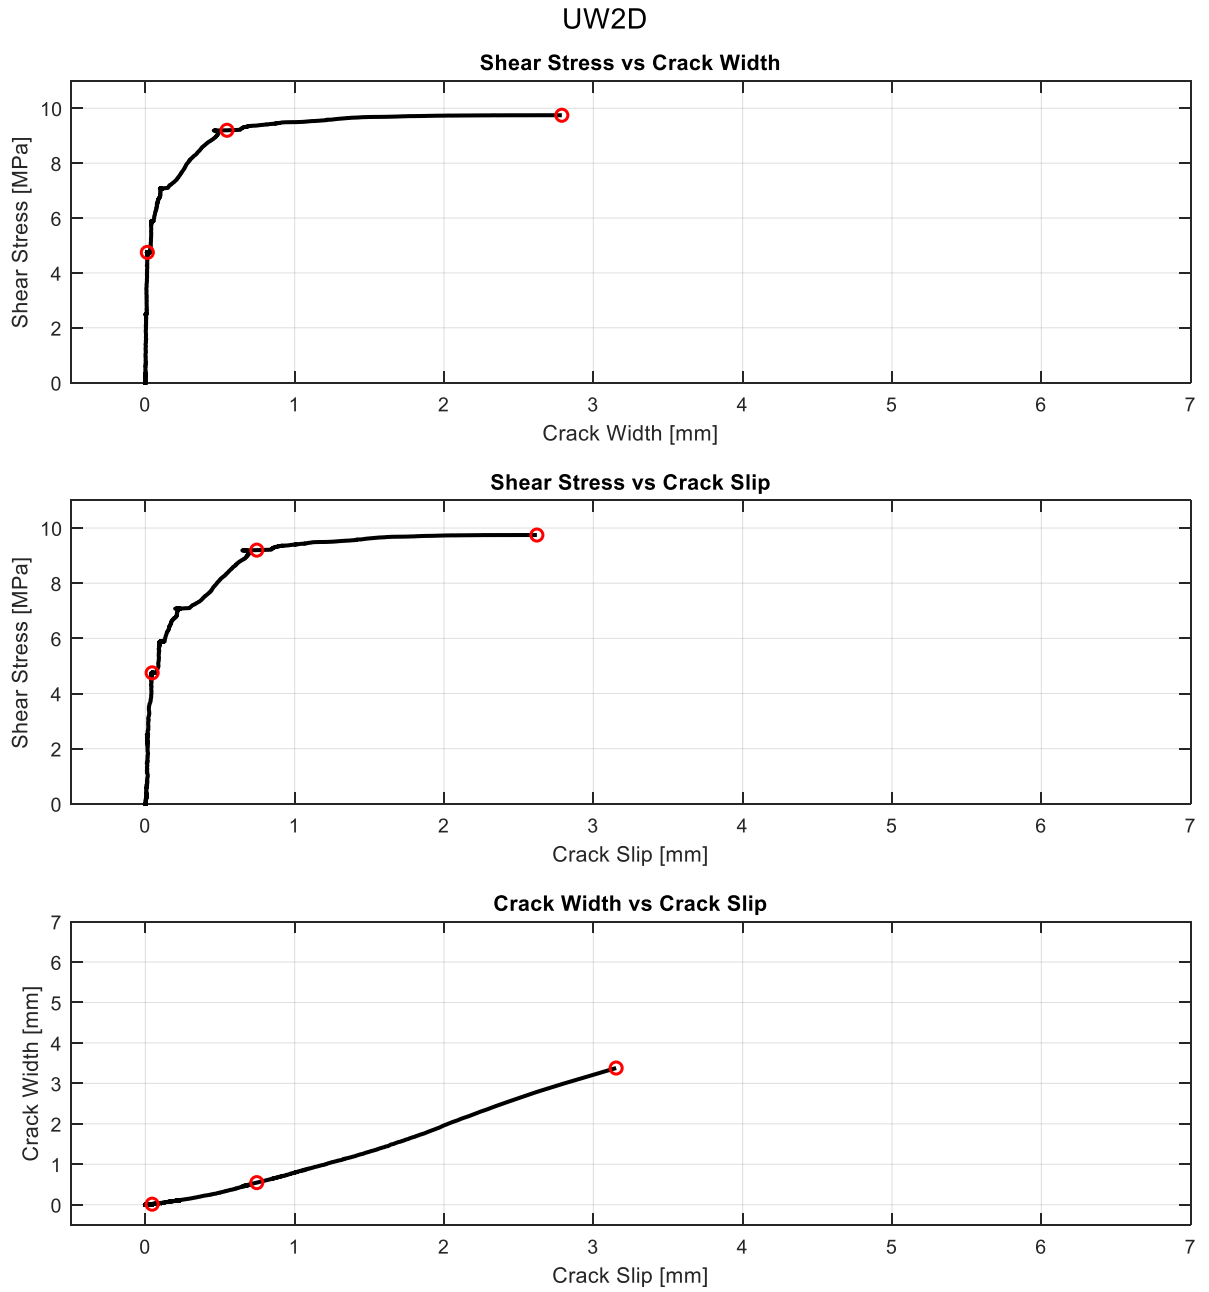 UW2D
Shear Stress vs Crack Width
Shear Stress [MPa]
10
8
6
4
2
0
0 1 2 3 4 5 6 7
Crack Width [mm]
Shear Stress vs Crack Slip
Shear Stress [MPa]
10
8
6
4
2
0
0 1 2 3 4 5 6 7
Crack Slip [mm]
Crack Width vs Crack Slip
Crack Width [mm]
7
6
5
4
3
2
1
0
0 1 2 3 4 5 6 7
Crack Slip [mm]